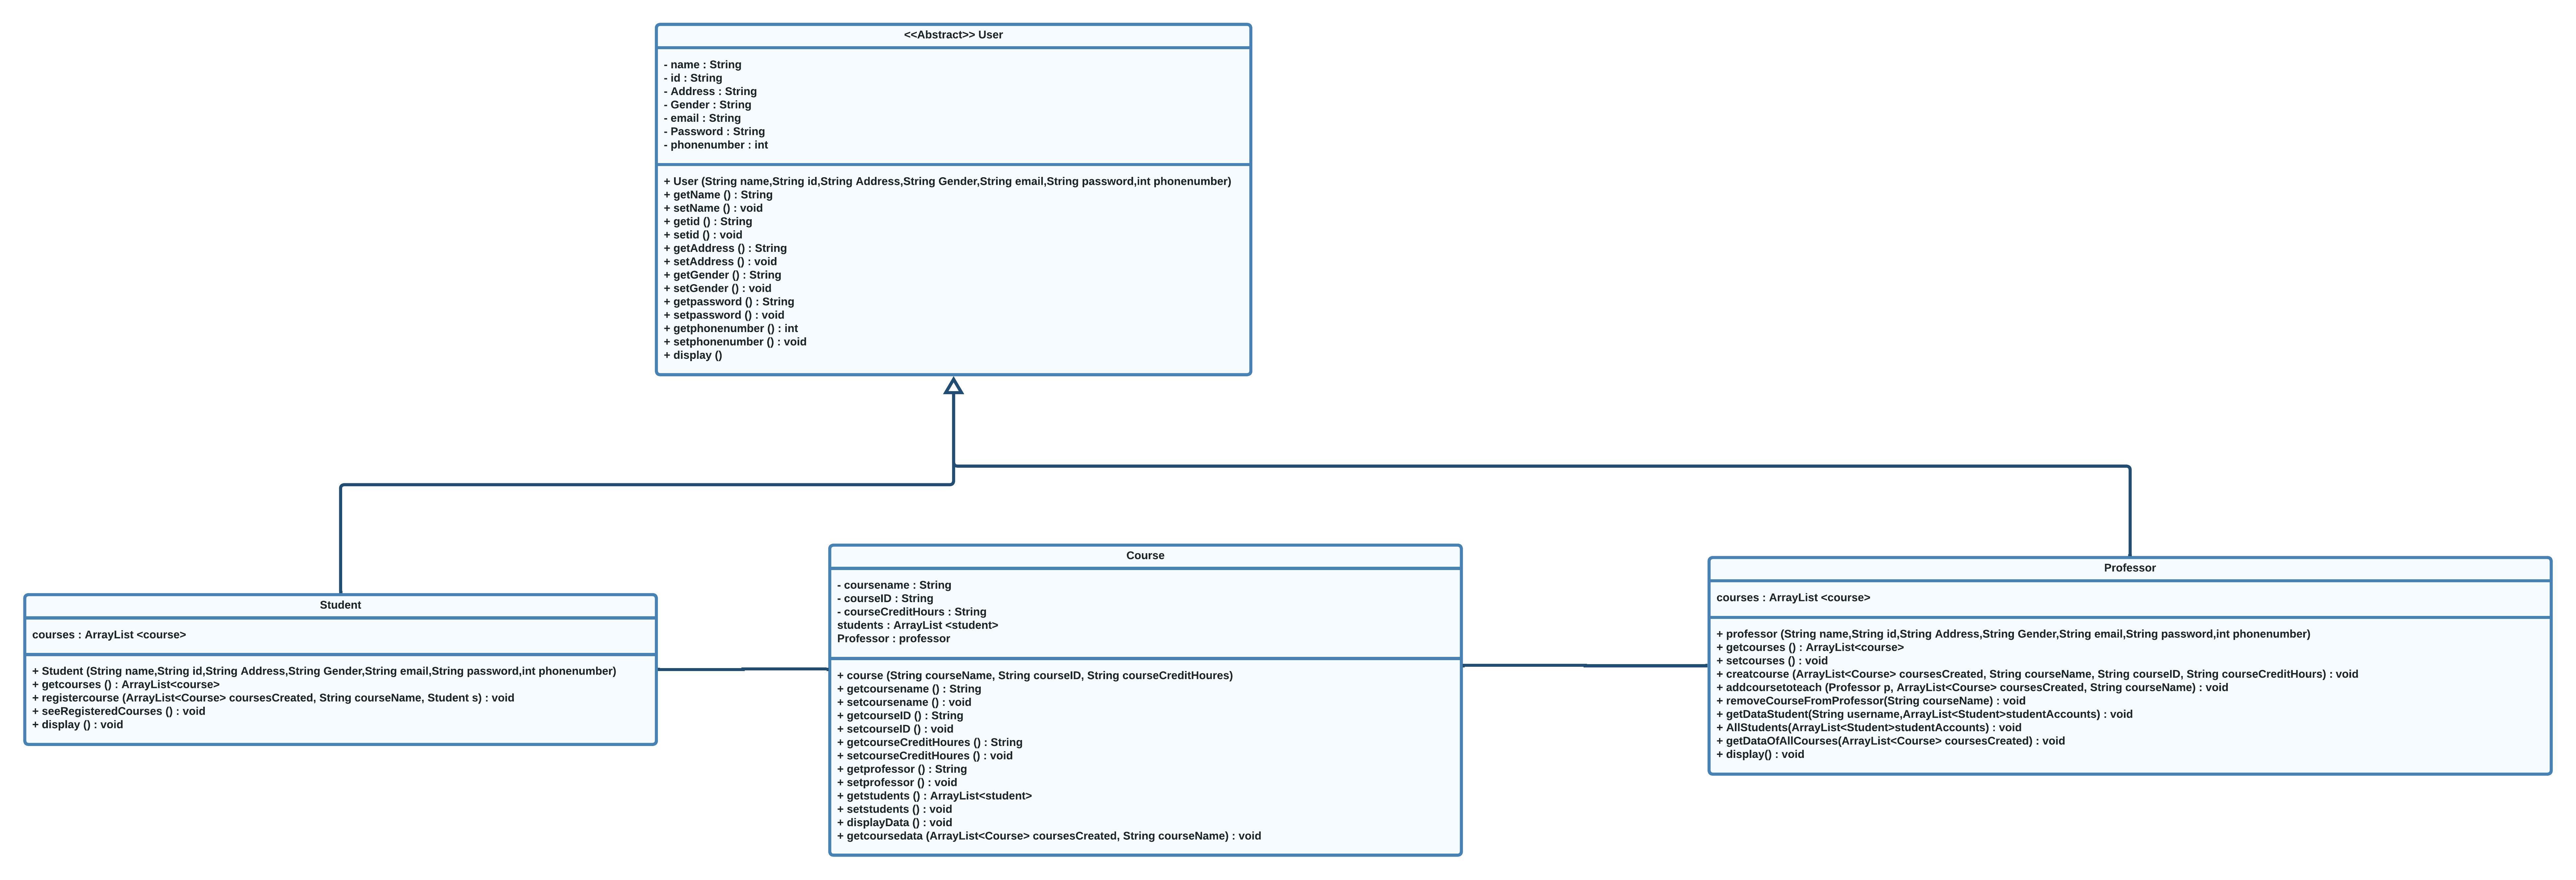 <<Abstract>> User
- name : String
- id : String
- Address : String
- Gender : String
- email : String
- Password : String
- phonenumber : int
+ User (String name,String id,String Address,String Gender,String email,String password,int phonenumber)
+ getName () : String
+ setName () : void
+ getid () : String
+ setid () : void
+ getAddress () : String
+ setAddress () : void
+ getGender () : String
+ setGender () : void
+ getpassword () : String
+ setpassword () : void
+ getphonenumber () : int
+ setphonenumber () : void
+ display ()
Student
courses : ArrayList <course>
+ Student (String name,String id,String Address,String Gender,String email,String password,int phonenumber)
+ getcourses () : ArrayList<course>
+ registercourse (ArrayList<Course> coursesCreated, String courseName, Student s) : void
+ seeRegisteredCourses () : void
+ display () : void
Course
- coursename : String
- courseID : String
- courseCreditHours : String
students : ArrayList <student>
Professor : professor
+ course (String courseName, String courseID, String courseCreditHoures)
+ getcoursename () : String
+ setcoursename () : void
+ getcourseID () : String
+ setcourseID () : void
+ getcourseCreditHoures () : String
+ setcourseCreditHoures () : void
+ getprofessor () : String
+ setprofessor () : void
+ getstudents () : ArrayList<student>
+ setstudents () : void
+ displayData () : void
+ getcoursedata (ArrayList<Course> coursesCreated, String courseName) : void
Professor
courses : ArrayList <course>
+ professor (String name,String id,String Address,String Gender,String email,String password,int phonenumber)
+ getcourses () : ArrayList<course>
+ setcourses () : void
+ creatcourse (ArrayList<Course> coursesCreated, String courseName, String courseID, String courseCreditHours) : void
+ addcoursetoteach (Professor p, ArrayList<Course> coursesCreated, String courseName) : void
+ removeCourseFromProfessor(String courseName) : void
+ getDataStudent(String username,ArrayList<Student>studentAccounts) : void
+ AllStudents(ArrayList<Student>studentAccounts) : void
+ getDataOfAllCourses(ArrayList<Course> coursesCreated) : void
+ display() : void